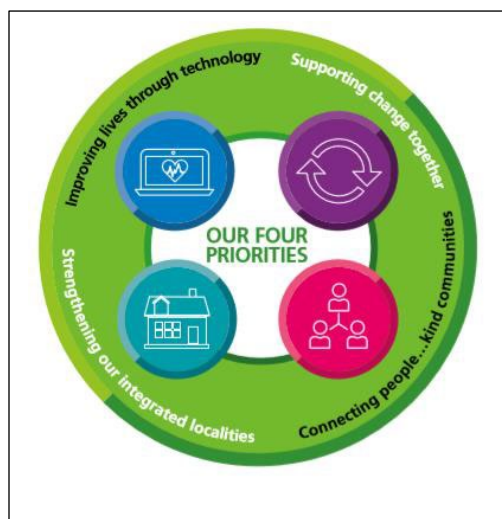 Improving lives through technology
Supporting change together
OUR FOUR
PRIORITIES
Strengthening our integrated localities
Connecting people...kind communities